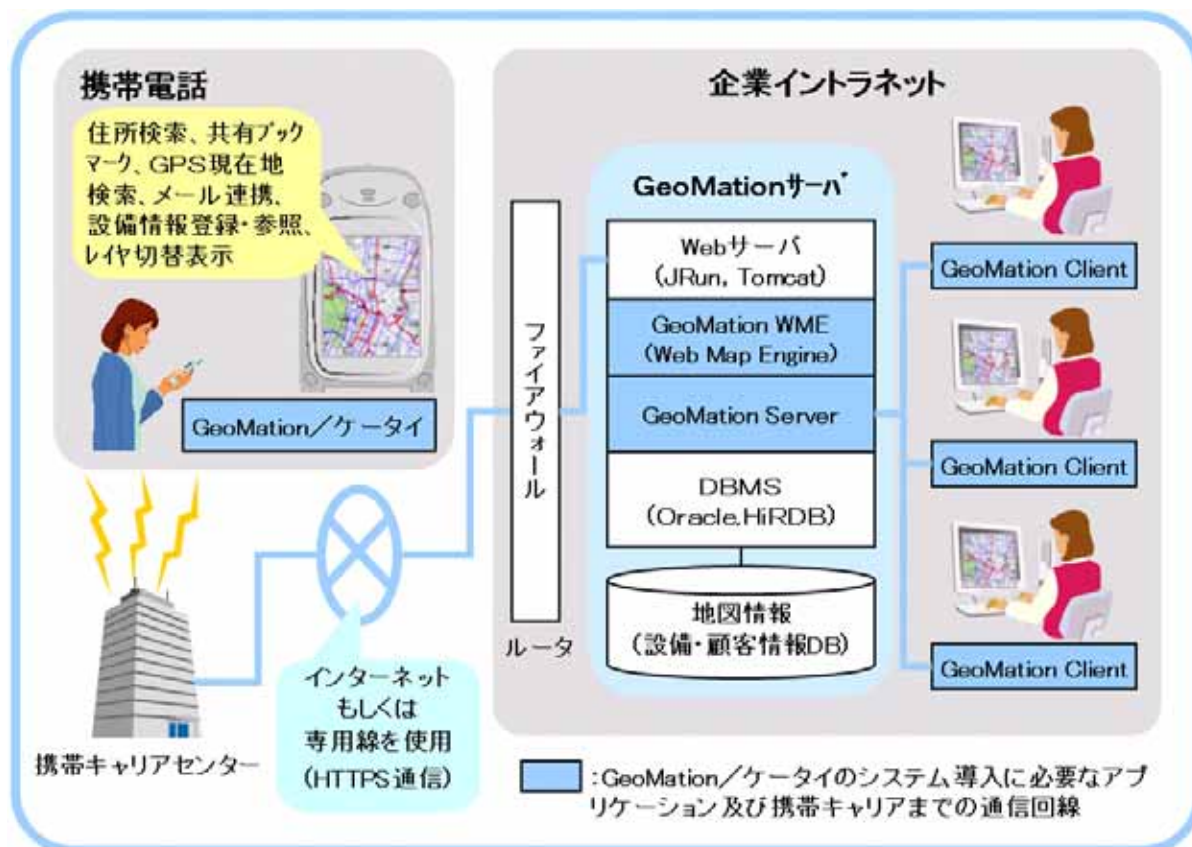 携帯電話
住所検索、共有ブック
マーク、GPS現在地
検索、メール連携、
設備情報登録・参照、
レイヤ切替表示
GeoMation／ケータイ
携帯キャリアセンター
インターネット
もしくは
専用線を使用
(HTTPS通信)
企業イントラネット
ファイアウォール
ルータ
GeoMationサーバ
Webサーバ
(JRun, Tomcat)
GeoMation WME
(Web Map Engine)
GeoMation Server
DBMS
(Oracle,HiRDB)
地図情報
(設備・顧客情報DB)
GeoMation Client
GeoMation Client
GeoMation Client
:GeoMation／ケータイのシステム導入に必要なアプ
リケーション及び携帯キャリアまでの通信回線